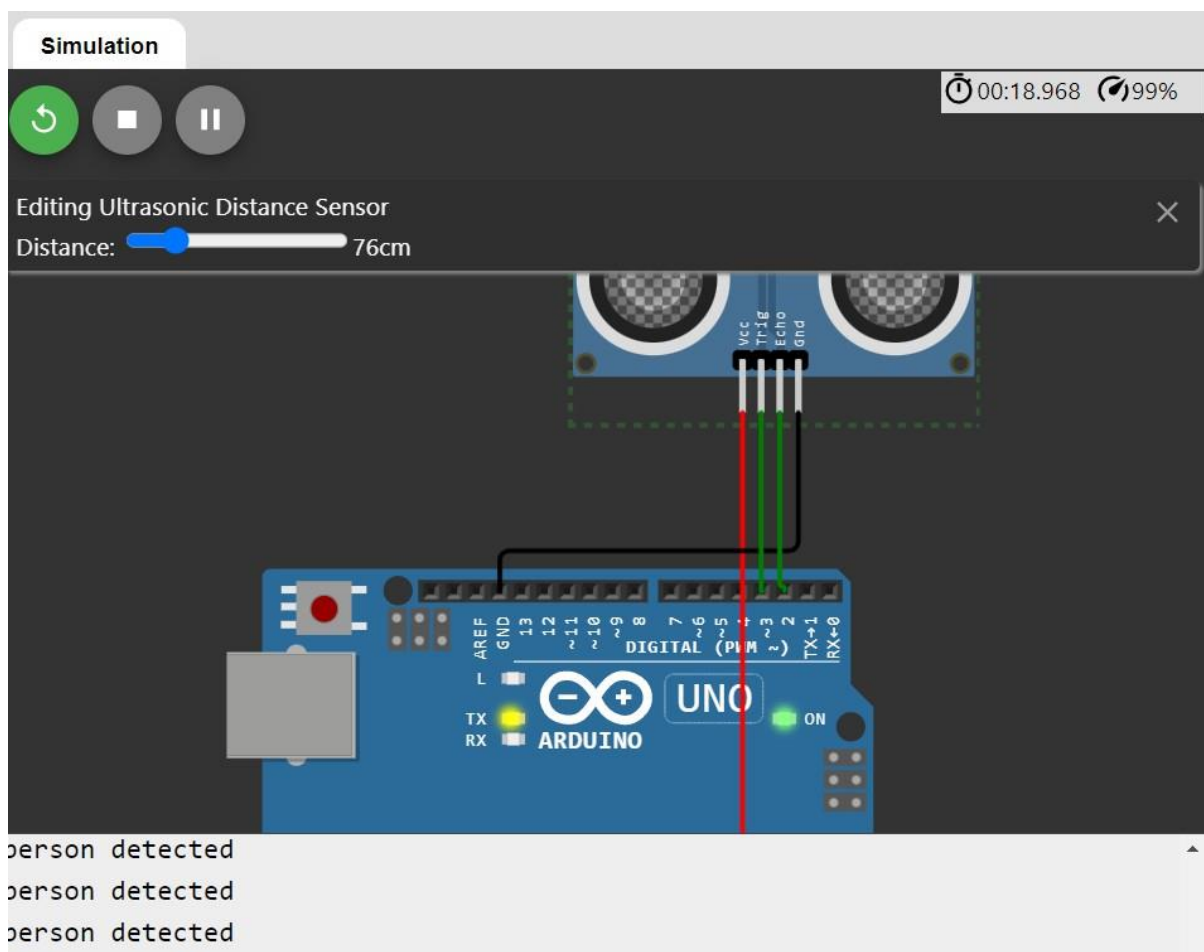 Simulation
00:18.968 99%
Editing Ultrasonic Distance Sensor
Distance: 76cm
Vcc
Trig
Echo
Gnd
AREF
GND
13
12
~11
~10
~9
8
7
~6
~5
4
~3
2
TX→1
RX←0
DIGITAL (PWM ~)
L
TX
RX
UNO
ON
ARDUINO
person detected
person detected
person detected